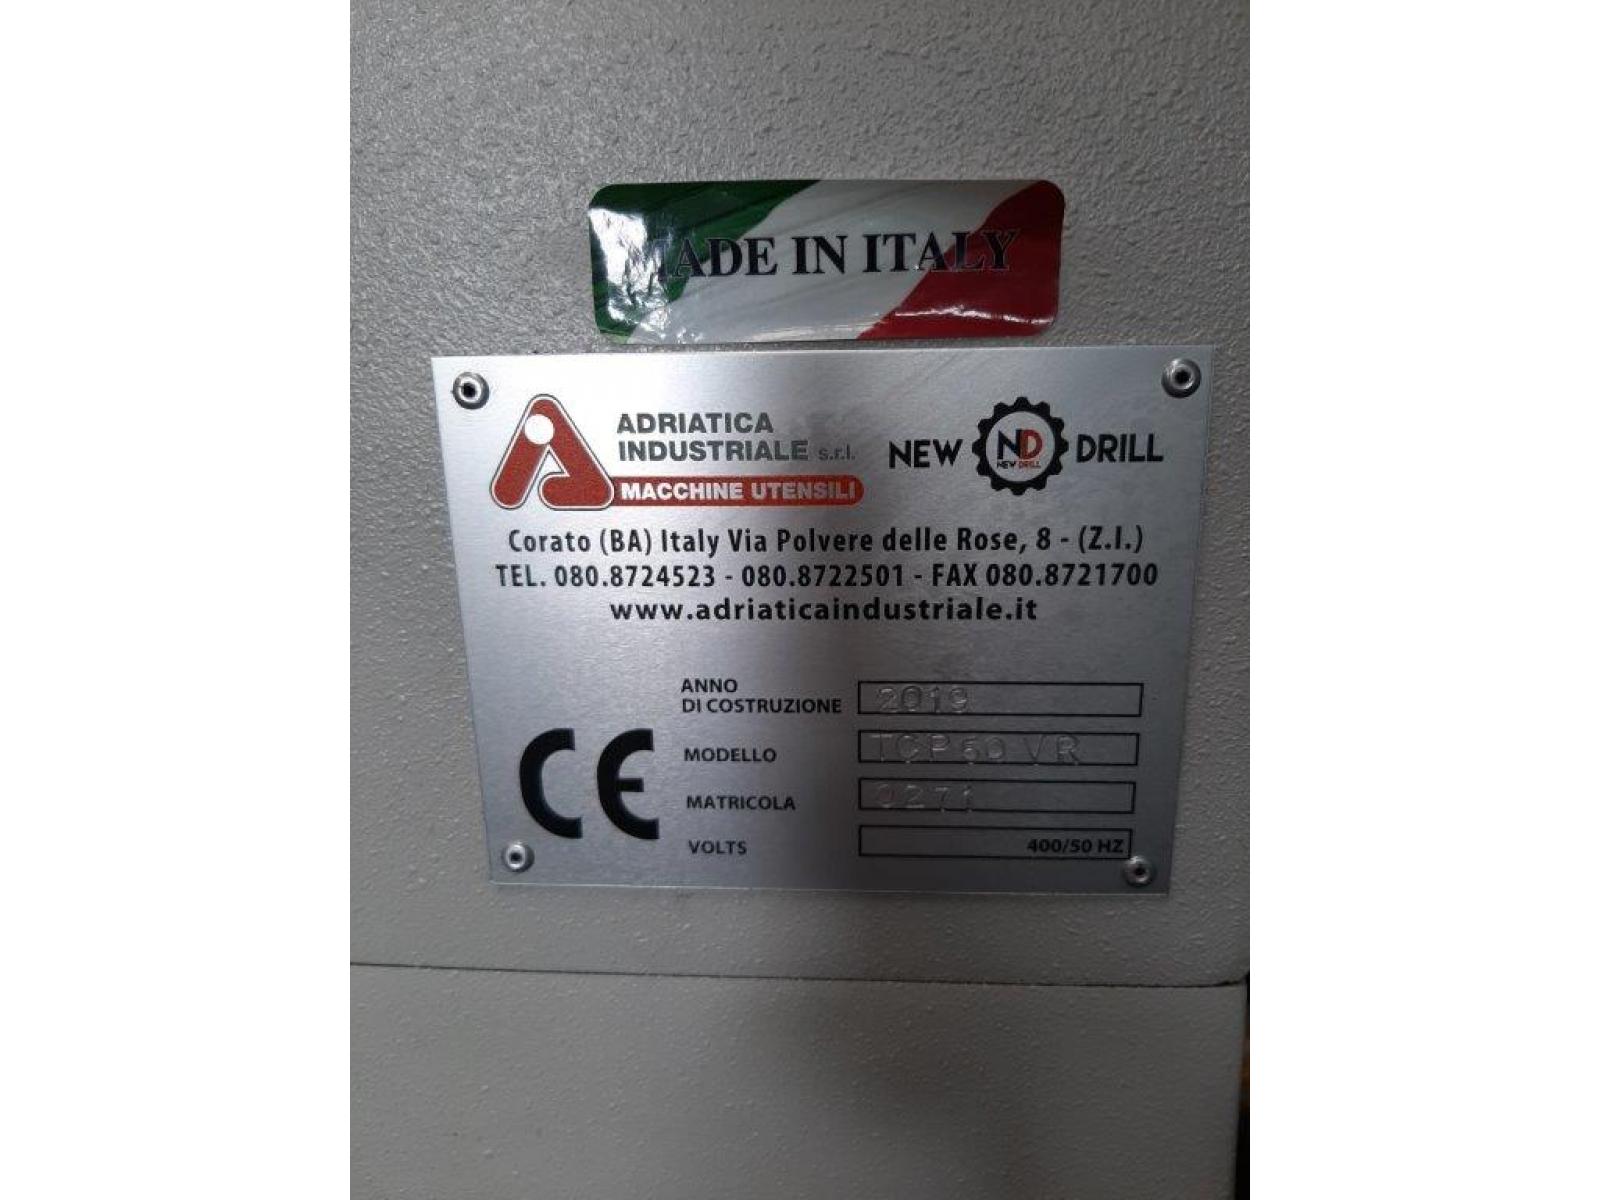 MADE IN ITALY
ADRIATICA
INDUSTRIALE s.r.l.
MACCHINE UTENSILI
NEW ND NEW DRILL DRILL
Corato (BA) Italy Via Polvere delle Rose, 8 - (Z.I.)
TEL. 080.8724523 - 080.8722501 - FAX 080.8721700
www.adriaticaindustriale.it
ANNO
DI COSTRUZIONE 2019
MODELLO TCP 50 VR
MATRICOLA 0271
VOLTS 400/50 HZ
CE